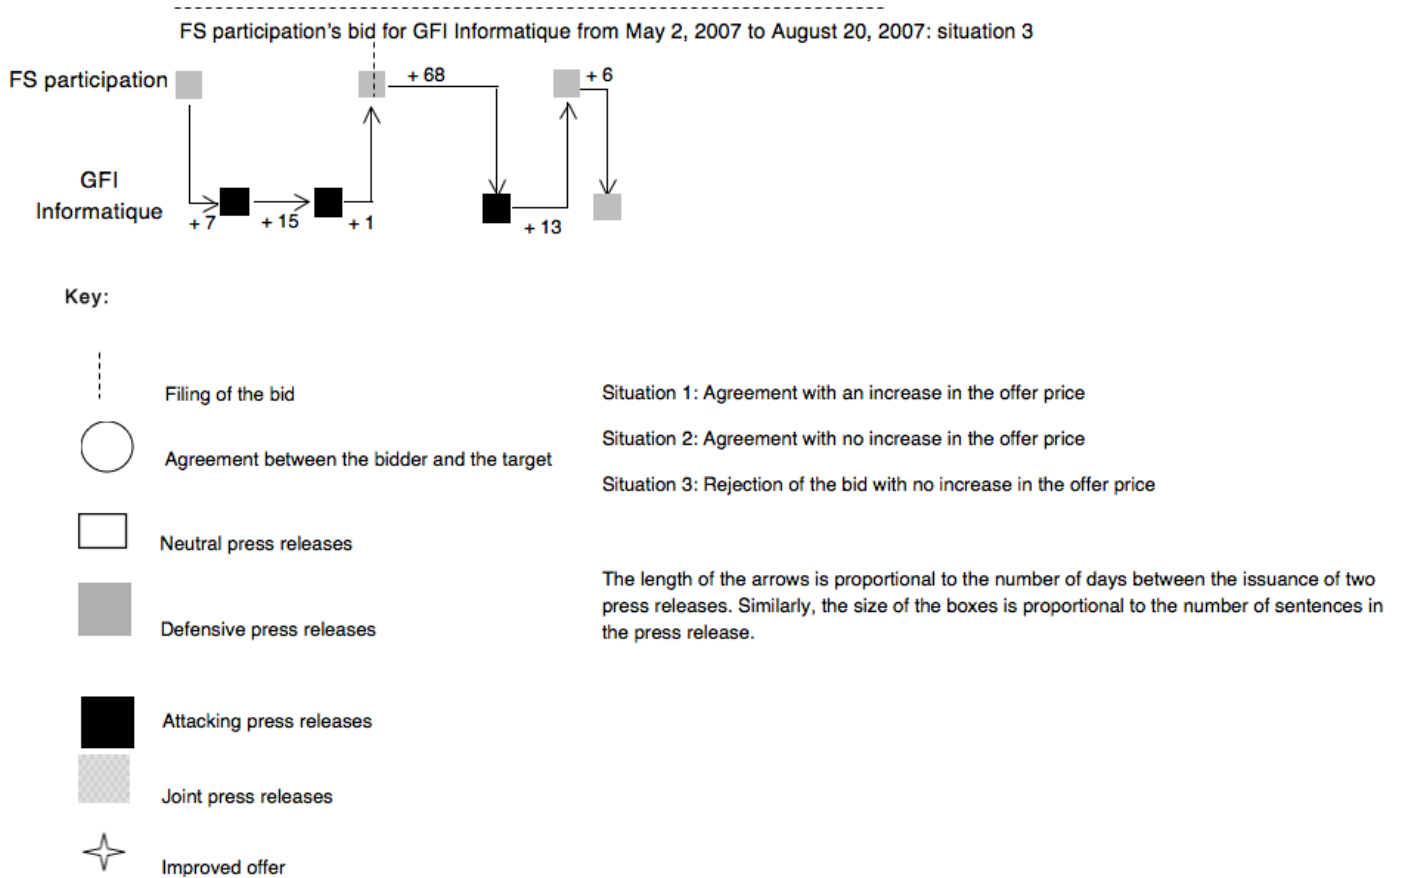 FS participation's bid for GFI Informatique from May 2, 2007 to August 20, 2007: situation 3
FS participation
+ 68
+ 6
GFI
Informatique
+ 7
+ 15
+ 1
+ 13
Key:
Filing of the bid
Agreement between the bidder and the target
Neutral press releases
Defensive press releases
Attacking press releases
Joint press releases
Improved offer
Situation 1: Agreement with an increase in the offer price
Situation 2: Agreement with no increase in the offer price
Situation 3: Rejection of the bid with no increase in the offer price
The length of the arrows is proportional to the number of days between the issuance of two
press releases. Similarly, the size of the boxes is proportional to the number of sentences in
the press release.